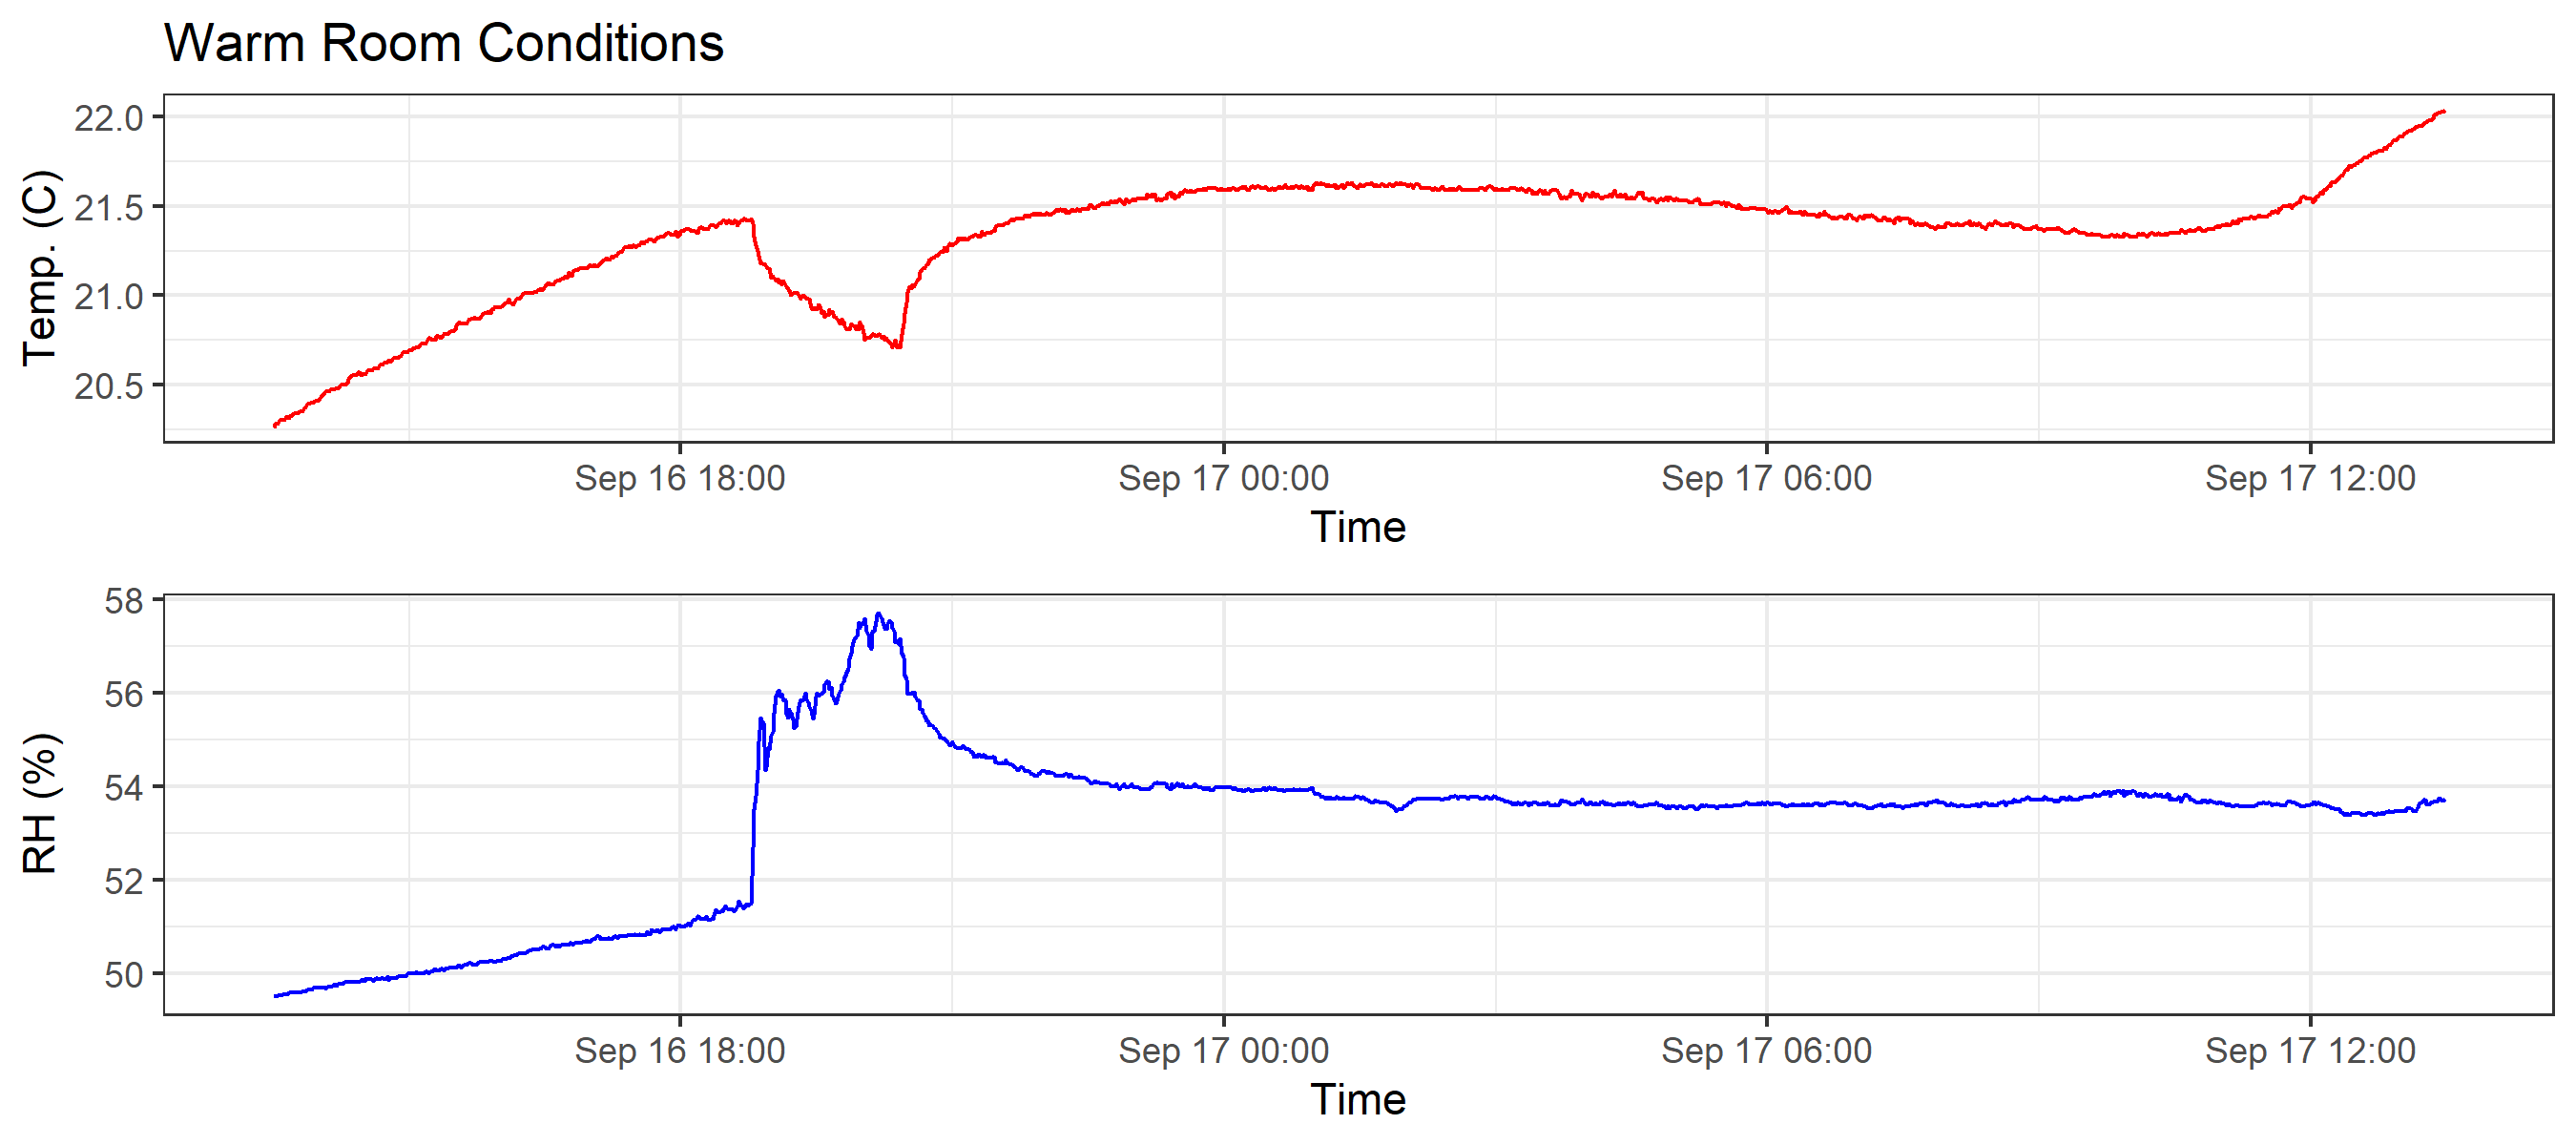 Warm Room Conditions
22.0
21.5
21.0
20.5
Temp. (C)
Sep 16 18:00 Sep 17 00:00 Sep 17 06:00 Sep 17 12:00
Time
58
56
54
52
50
RH (%)
Sep 16 18:00 Sep 17 00:00 Sep 17 06:00 Sep 17 12:00
Time